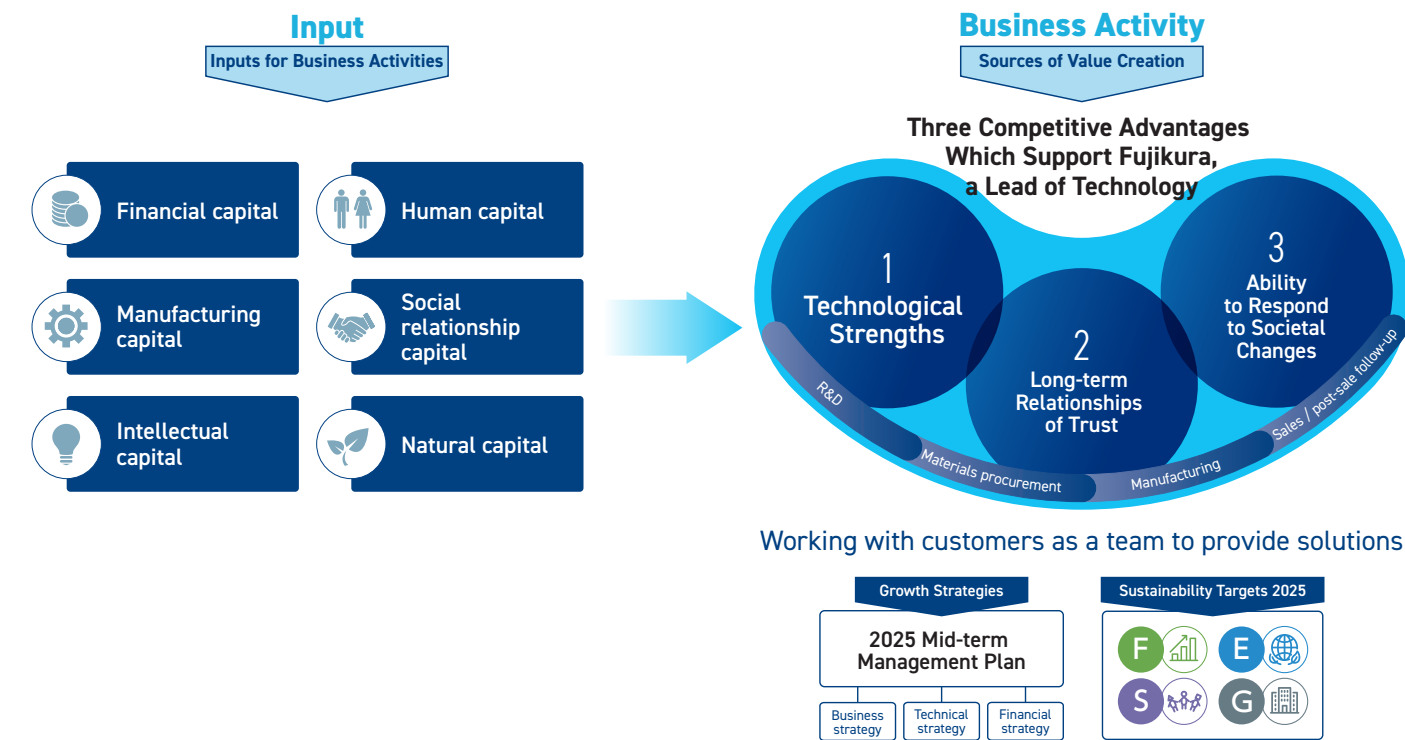 Input
Inputs for Business Activities
Financial capital
Human capital
Manufacturing
capital
Social
relationship
capital
Intellectual
capital
Natural capital
Business Activity
Sources of Value Creation
Three Competitive Advantages
Which Support Fujikura,
a Lead of Technology
1
Technological
Strengths
2
Long-term
Relationships
of Trust
3
Ability
to Respond
to Societal
Changes
R&D
Materials procurement
Manufacturing
Sales / post-sale follow-up
Working with customers as a team to provide solutions
Growth Strategies
2025 Mid-term
Management Plan
Business
strategy
Technical
strategy
Financial
strategy
Sustainability Targets 2025
F
E
S
G